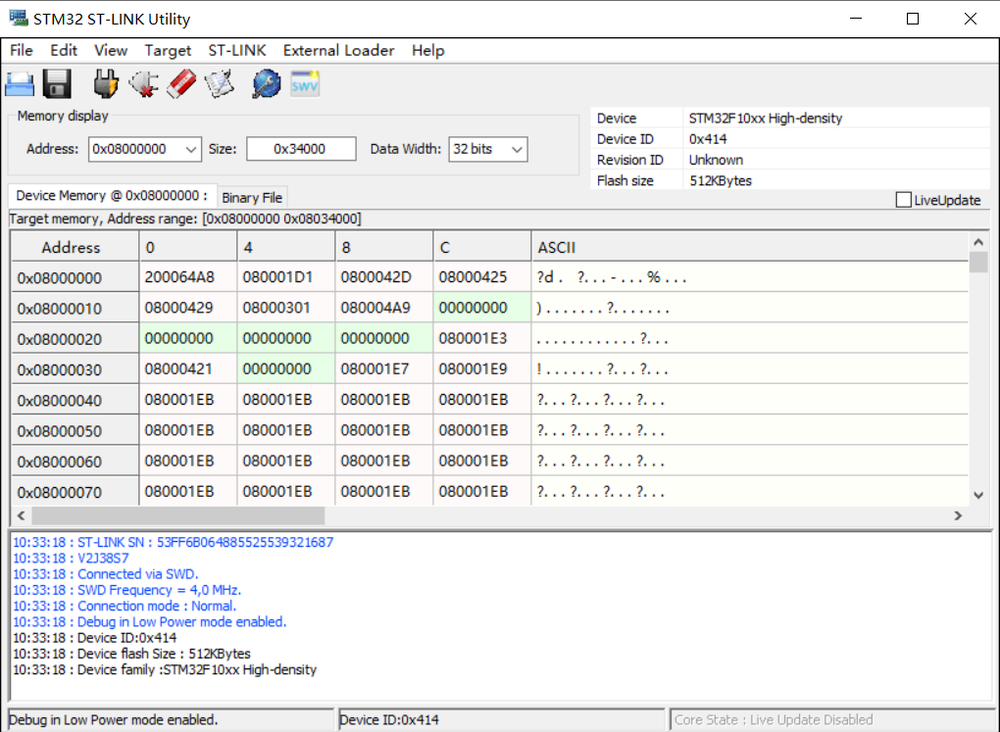 STM32 ST-LINK Utility
File Edit View Target ST-LINK External Loader Help
SWV
Memory display
Address: 0x08000000 Size: 0x34000 Data Width: 32 bits
Device STM32F10xx High-density
Device ID 0x414
Revision ID Unknown
Flash size 512KBytes
Device Memory @ 0x08000000 : Binary File
LiveUpdate
Target memory, Address range: [0x08000000 0x08034000]
Address 0 4 8 C ASCII
0x08000000 200064A8 080001D1 0800042D 08000425 ?d. ?...-...%...
0x08000010 08000429 08000301 080004A9 00000000 ).......?.......
0x08000020 00000000 00000000 00000000 080001E3 ............?...
0x08000030 08000421 00000000 080001E7 080001E9 !.......?...?...
0x08000040 080001EB 080001EB 080001EB 080001EB ?...?...?...?...
0x08000050 080001EB 080001EB 080001EB 080001EB ?...?...?...?...
0x08000060 080001EB 080001EB 080001EB 080001EB ?...?...?...?...
0x08000070 080001EB 080001EB 080001EB 080001EB ?...?...?...?...
10:33:18 : ST-LINK SN : 53FF6B064885525539321687
10:33:18 : V2J38S7
10:33:18 : Connected via SWD.
10:33:18 : SWD Frequency = 4,0 MHz.
10:33:18 : Connection mode : Normal.
10:33:18 : Debug in Low Power mode enabled.
10:33:18 : Device ID:0x414
10:33:18 : Device flash Size : 512KBytes
10:33:18 : Device family :STM32F10xx High-density
Debug in Low Power mode enabled. Device ID:0x414 Core State : Live Update Disabled